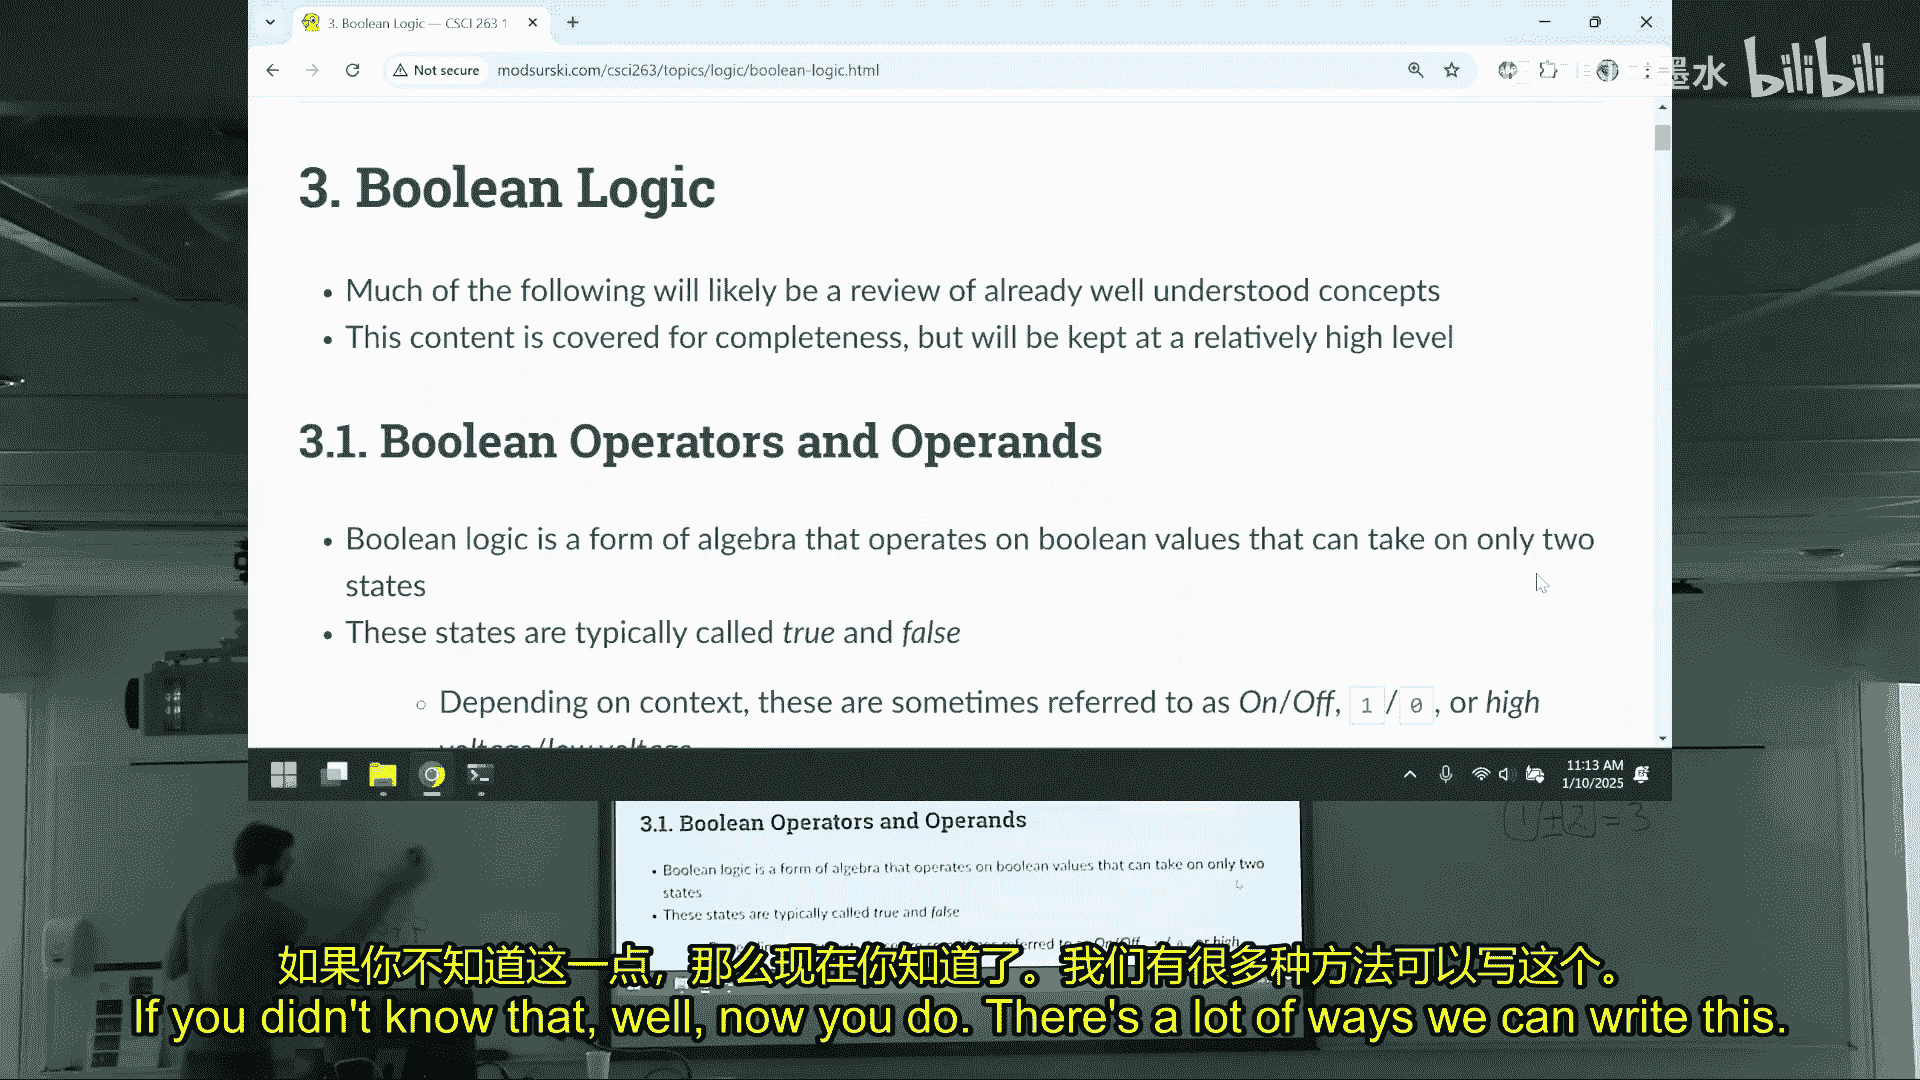 3. Boolean Logic — CSCI 263 1
Not secure
modsurski.com/csci263/topics/logic/boolean-logic.html
墨水 bilibili
3. Boolean Logic
• Much of the following will likely be a review of already well understood concepts
• This content is covered for completeness, but will be kept at a relatively high level
3.1. Boolean Operators and Operands
• Boolean logic is a form of algebra that operates on boolean values that can take on only two
states
• These states are typically called true and false
◦ Depending on context, these are sometimes referred to as On/Off, 1/0, or high
voltage/low voltage
11:13 AM
1/10/2025
1+2=3
3.1. Boolean Operators and Operands
• Boolean logic is a form of algebra that operates on boolean values that can take on only two
states
• These states are typically called true and false
如果你不知道这一点，那么现在你知道了。我们有很多种方法可以写这个。
If you didn't know that, well, now you do. There's a lot of ways we can write this.